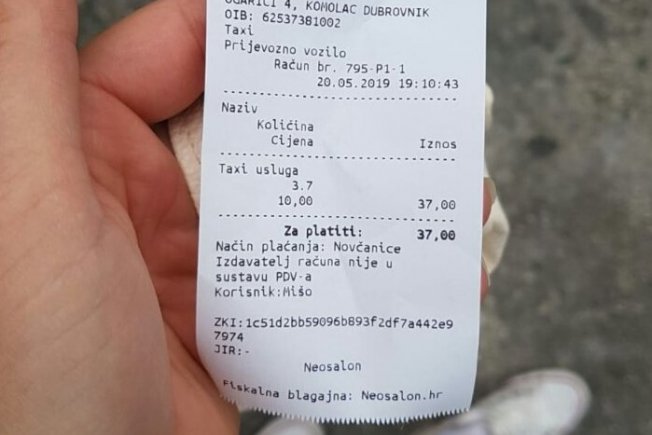 OGARIĆI 4, KOMOLAC DUBROVNIK
OIB: 62537381002
Taxi
Prijevozno vozilo
Račun br. 795-P1-1
20.05.2019 19:10:43
Naziv
Količina
Cijena Iznos
Taxi usluga
3.7
10,00 37,00
Za platiti: 37,00
Način plaćanja: Novčanice
Izdavatelj računa nije u
sustavu PDV-a
Korisnik:Mišo
ZKI:1c51d2bb59096b893f2df7a442e9
7974
JIR:-
Neosalon
Fiskalna blagajna: Neosalon.hr